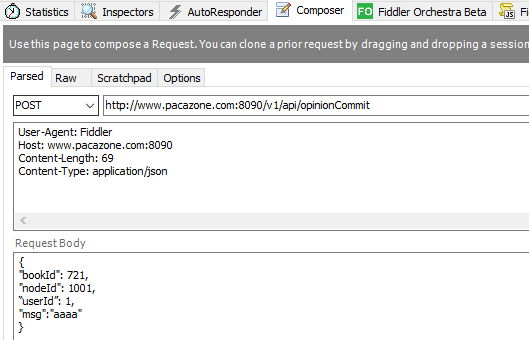 Statistics Inspectors AutoResponder Composer FO Fiddler Orchestra Beta JS Fi
Use this page to compose a Request. You can clone a prior request by dragging and dropping a session
Parsed Raw Scratchpad Options
POST http://www.pacazone.com:8090/v1/api/opinionCommit
User-Agent: Fiddler
Host: www.pacazone.com:8090
Content-Length: 69
Content-Type: application/json
Request Body
{
"bookId": 721,
"nodeId": 1001,
“userId”: 1,
"msg":"aaaa"
}